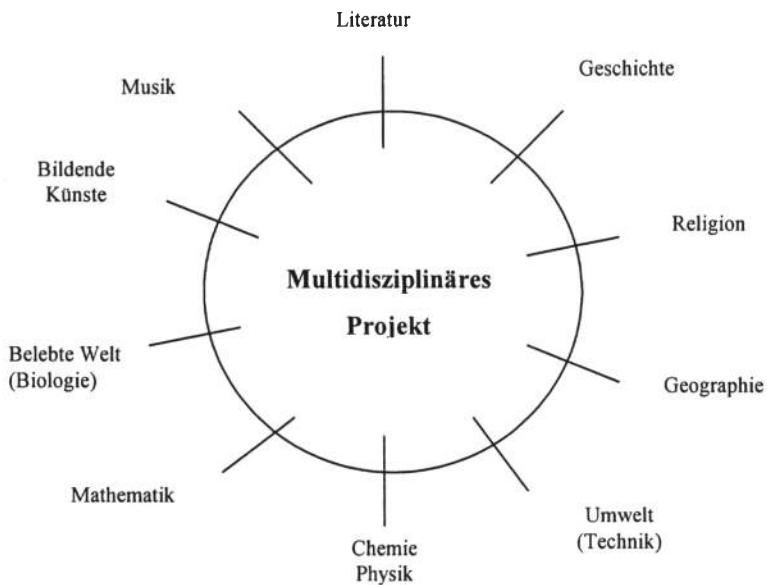 Literatur
Geschichte
Musik
Bildende
Künste
Religion
Multidisziplinäres
Projekt
Belebte Welt
(Biologie)
Geographie
Mathematik
Umwelt
(Technik)
Chemie
Physik